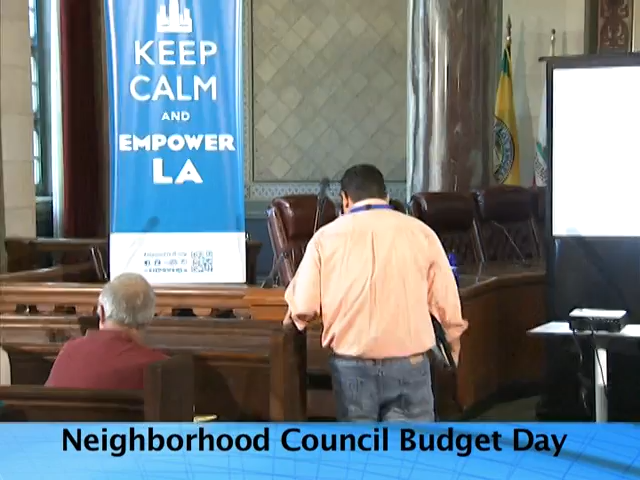 KEEP
CALM
AND
EMPOWER
LA
Neighborhood Council Budget Day